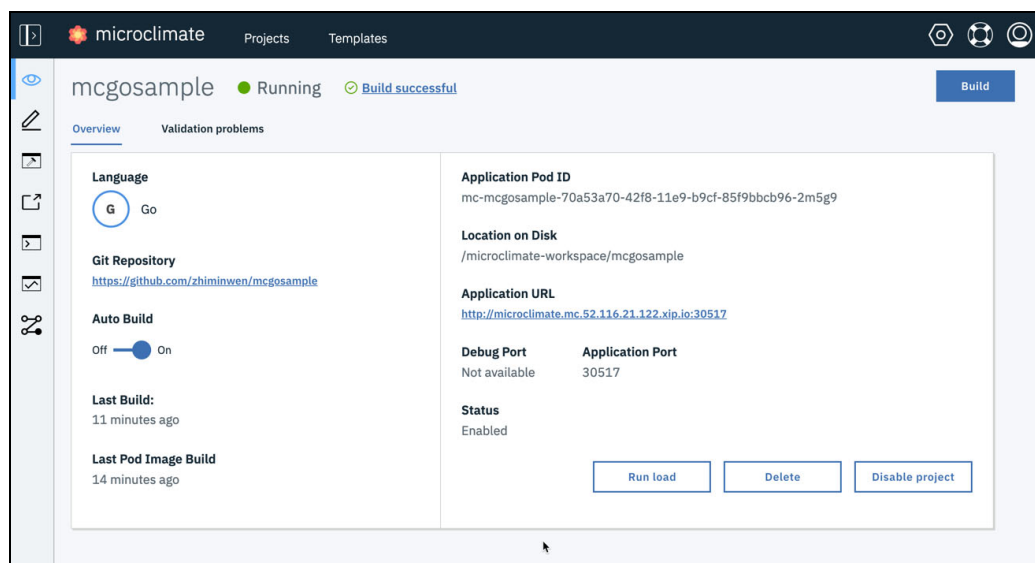 microclimate Projects Templates
mcgosample Running Build successful Build
Overview Validation problems
Language
G Go
Git Repository
https://github.com/zhiminwen/mcgosample
Auto Build
Off On
Last Build:
11 minutes ago
Last Pod Image Build
14 minutes ago
Application Pod ID
mc-mcgosample-70a53a70-42f8-11e9-b9cf-85f9bbcb96-2m5g9
Location on Disk
/microclimate-workspace/mcgosample
Application URL
http://microclimate.mc.52.116.21.122.xip.io:30517
Debug Port Application Port
Not available 30517
Status
Enabled
Run load Delete Disable project